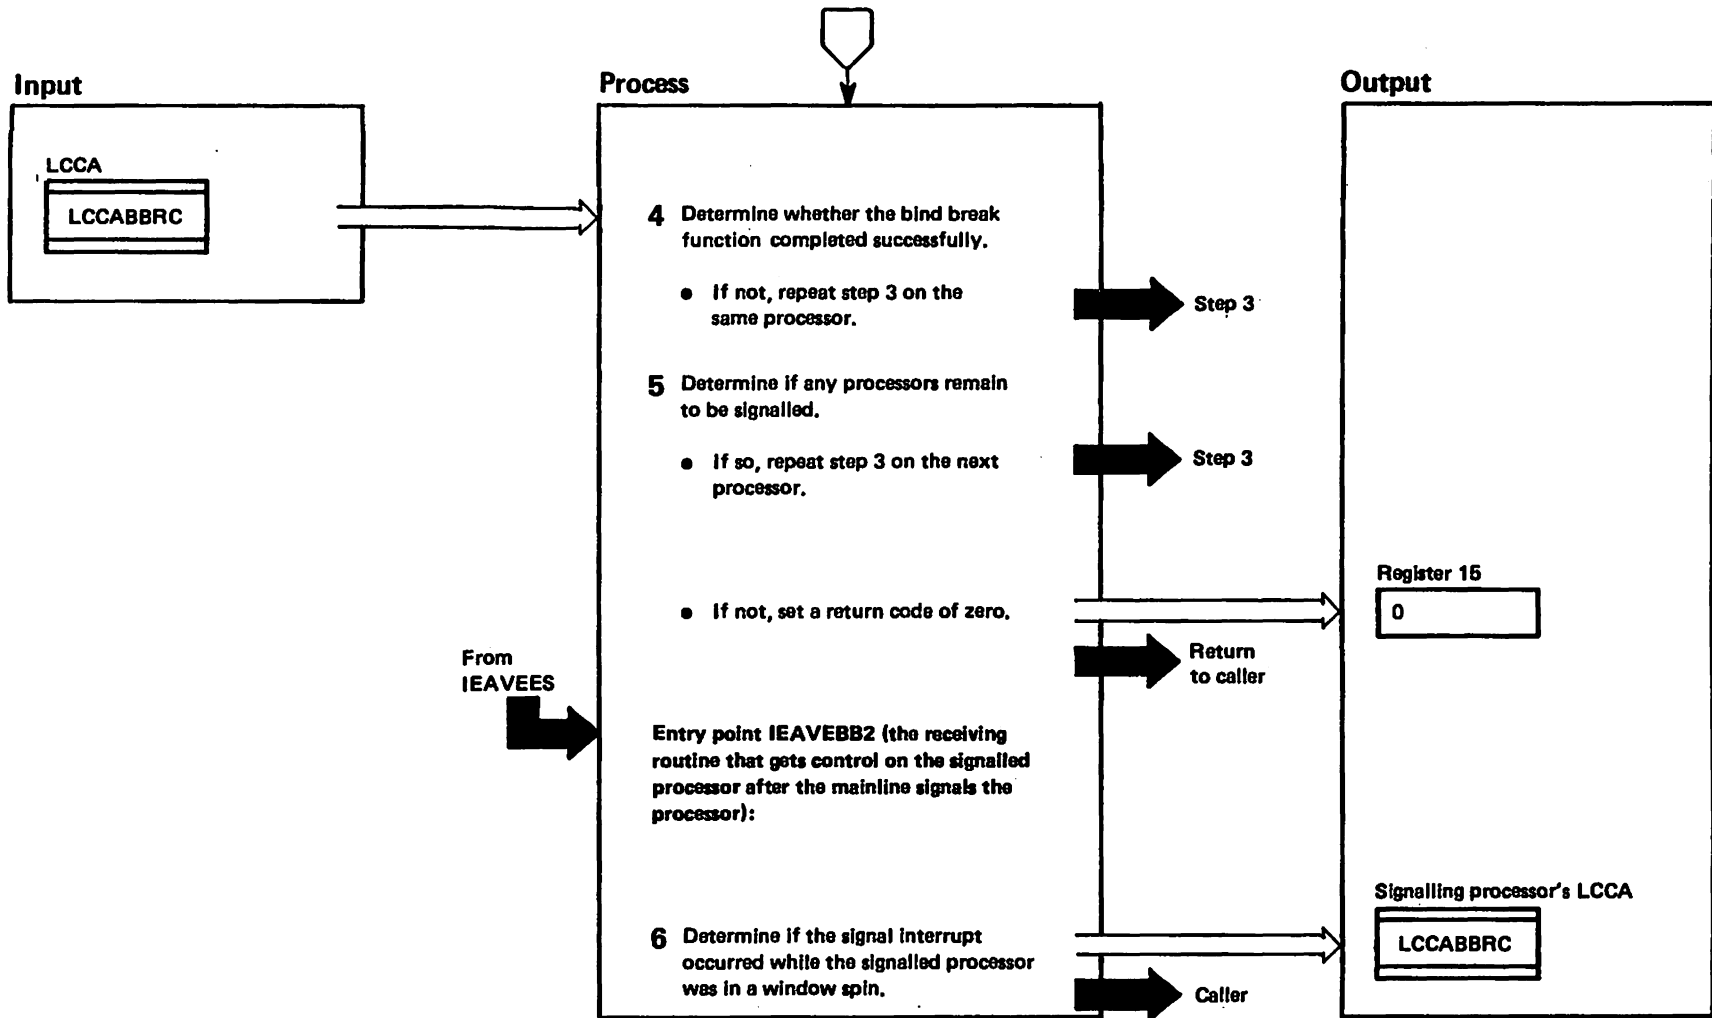 Input
Process
Output
LCCA
LCCABBRC
4 Determine whether the bind break
function completed successfully.
• If not, repeat step 3 on the
same processor.
Step 3
5 Determine if any processors remain
to be signalled.
• If so, repeat step 3 on the next
processor.
Step 3
Register 15
• If not, set a return code of zero.
0
Return
to caller
From
IEAVEES
Entry point IEAVEBB2 (the receiving
routine that gets control on the signalled
processor after the mainline signals the
processor):
Signalling processor's LCCA
LCCABBRC
6 Determine if the signal interrupt
occurred while the signalled processor
was in a window spin.
Caller